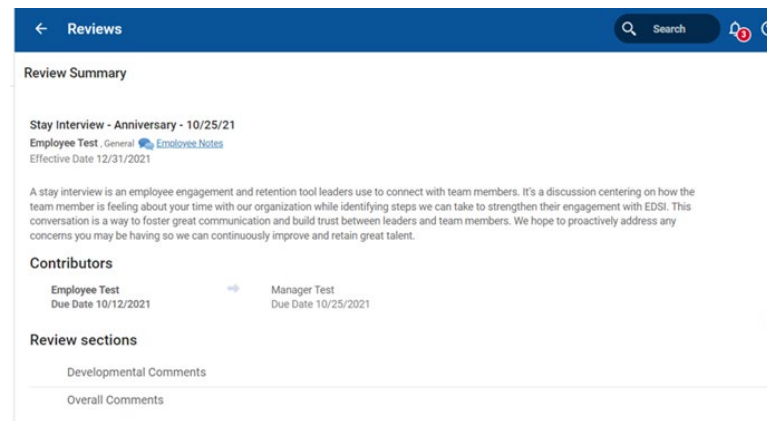 Reviews
Search
3
Review Summary
Stay Interview - Anniversary - 10/25/21
Employee Test , General Employee Notes
Effective Date 12/31/2021
A stay interview is an employee engagement and retention tool leaders use to connect with team members. It's a discussion centering on how the
team member is feeling about your time with our organization while identifying steps we can take to strengthen their engagement with EDSI. This
conversation is a way to foster great communication and build trust between leaders and team members. We hope to proactively address any
concerns you may be having so we can continuously improve and retain great talent.
Contributors
Employee Test
Manager Test
Due Date 10/12/2021
Due Date 10/25/2021
Review sections
Developmental Comments
Overall Comments